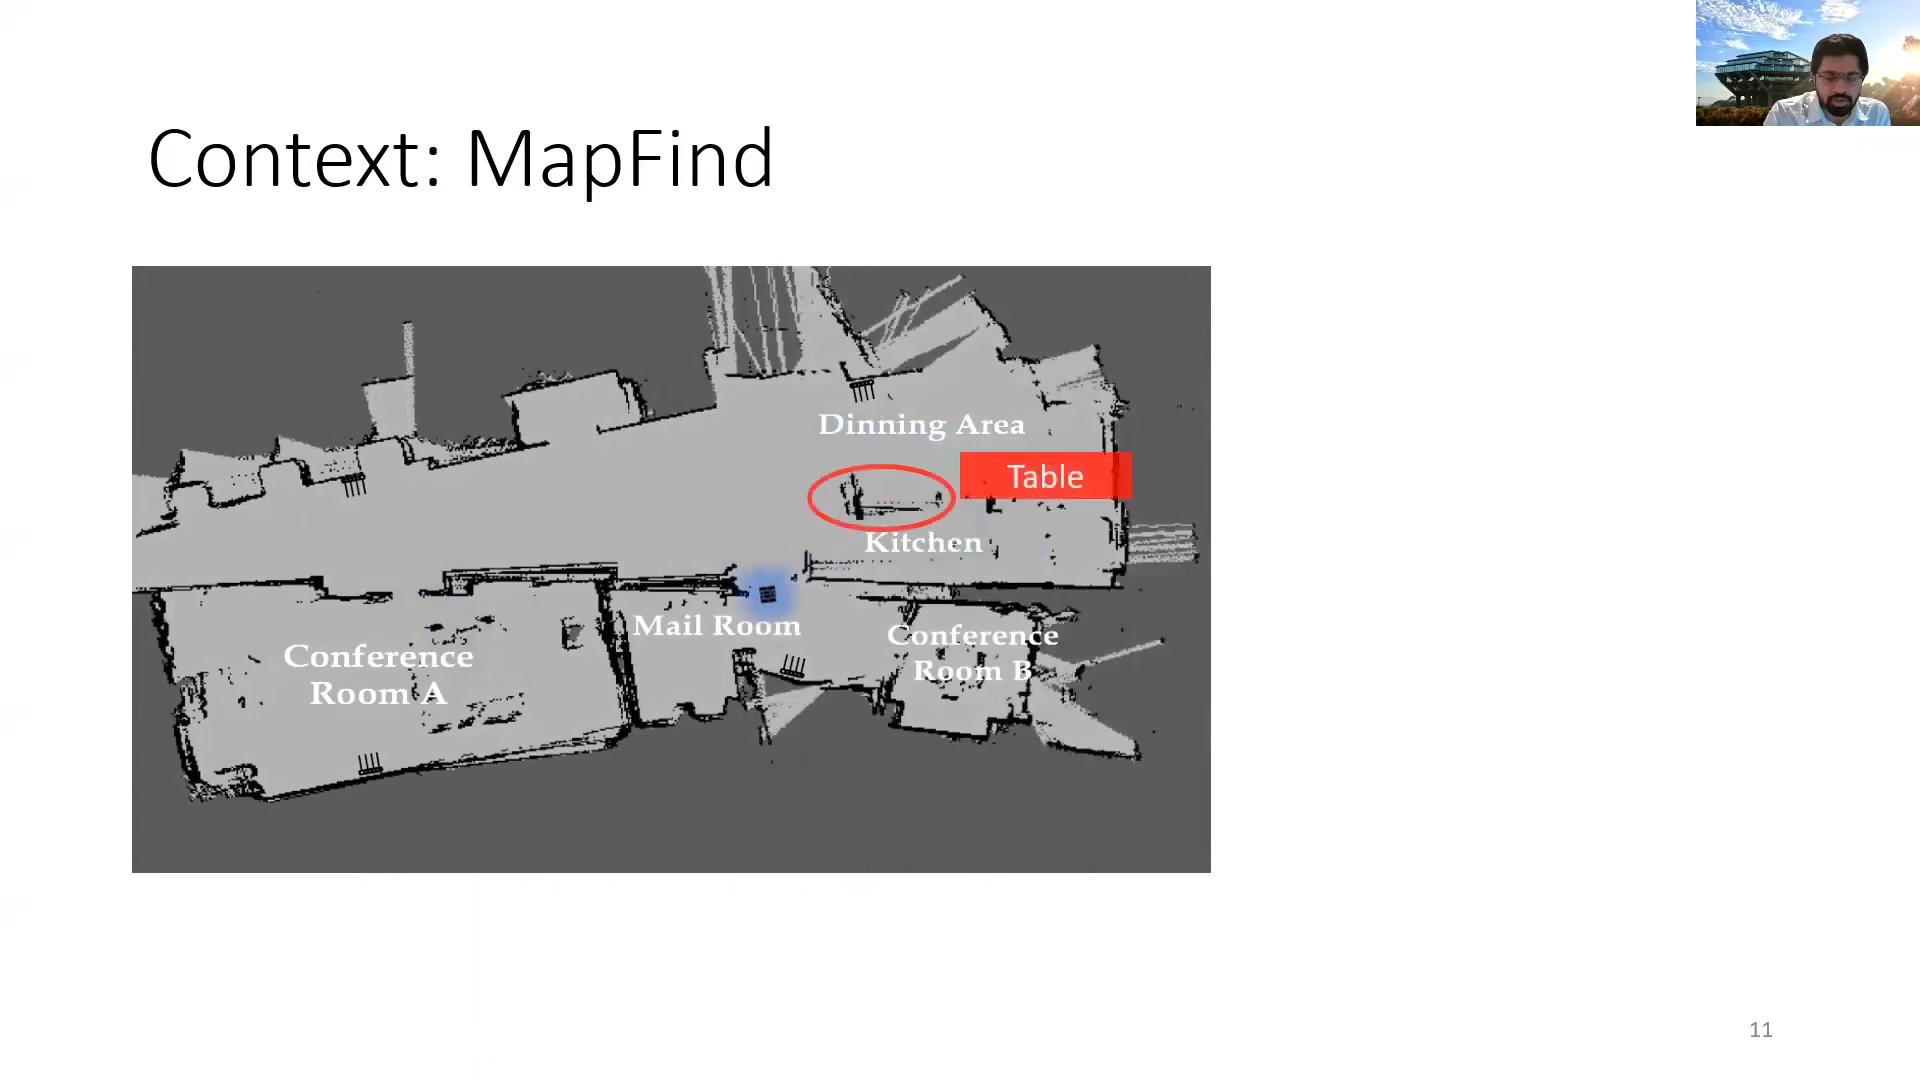 Context: MapFind
Dinning Area
Table
Kitchen
Mail Room
Conference
Room A
Conference
Room B
11